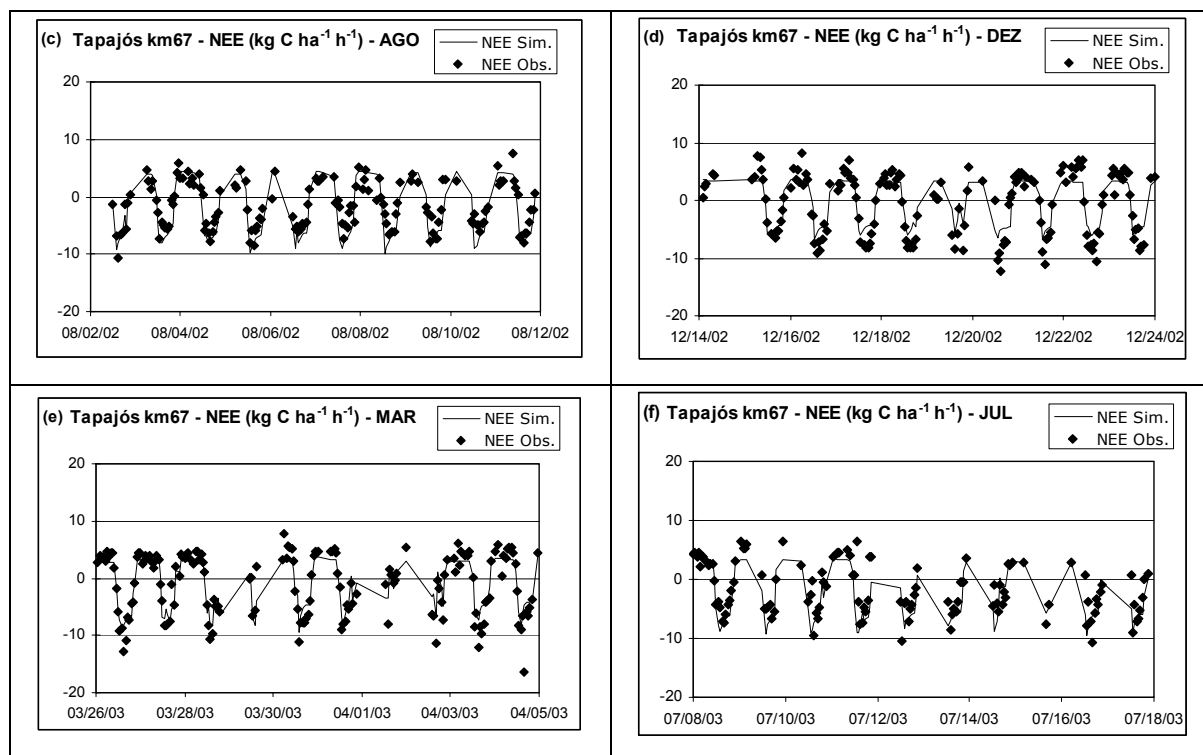 (c) Tapajós km67 - NEE (kg C ha⁻¹ h⁻¹) - AGO
NEE Sim.
NEE Obs.
20
10
0
-10
-20
08/02/02 08/04/02 08/06/02 08/08/02 08/10/02 08/12/02
(d) Tapajós km67 - NEE (kg C ha⁻¹ h⁻¹) - DEZ
NEE Sim.
NEE Obs.
20
10
0
-10
-20
12/14/02 12/16/02 12/18/02 12/20/02 12/22/02 12/24/02
(e) Tapajós km67 - NEE (kg C ha⁻¹ h⁻¹) - MAR
NEE Sim.
NEE Obs.
20
10
0
-10
-20
03/26/03 03/28/03 03/30/03 04/01/03 04/03/03 04/05/03
(f) Tapajós km67 - NEE (kg C ha⁻¹ h⁻¹) - JUL
NEE Sim.
NEE Obs.
20
10
0
-10
-20
07/08/03 07/10/03 07/12/03 07/14/03 07/16/03 07/18/03